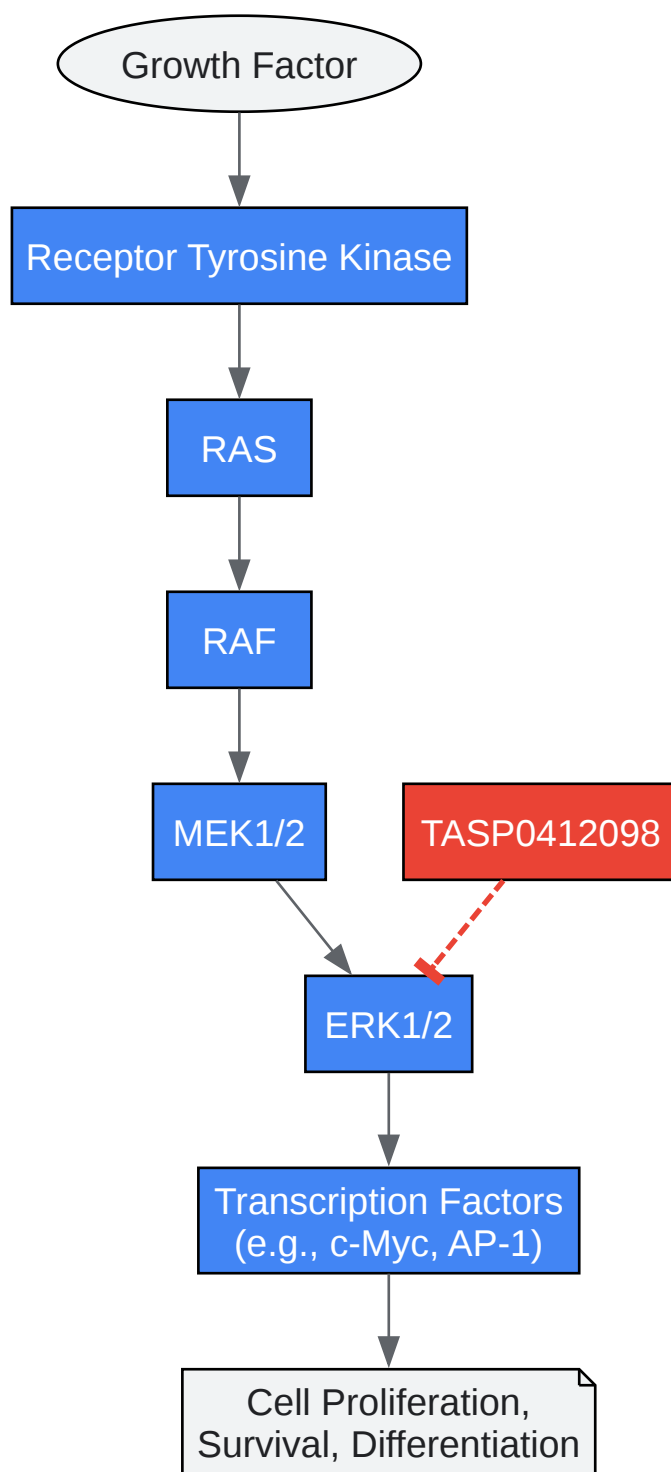 Growth Factor
Receptor Tyrosine Kinase
RAS
RAF
MEK1/2
TASP0412098
ERK1/2
Transcription Factors
(e.g., c-Myc, AP-1)
Cell Proliferation,
Survival, Differentiation